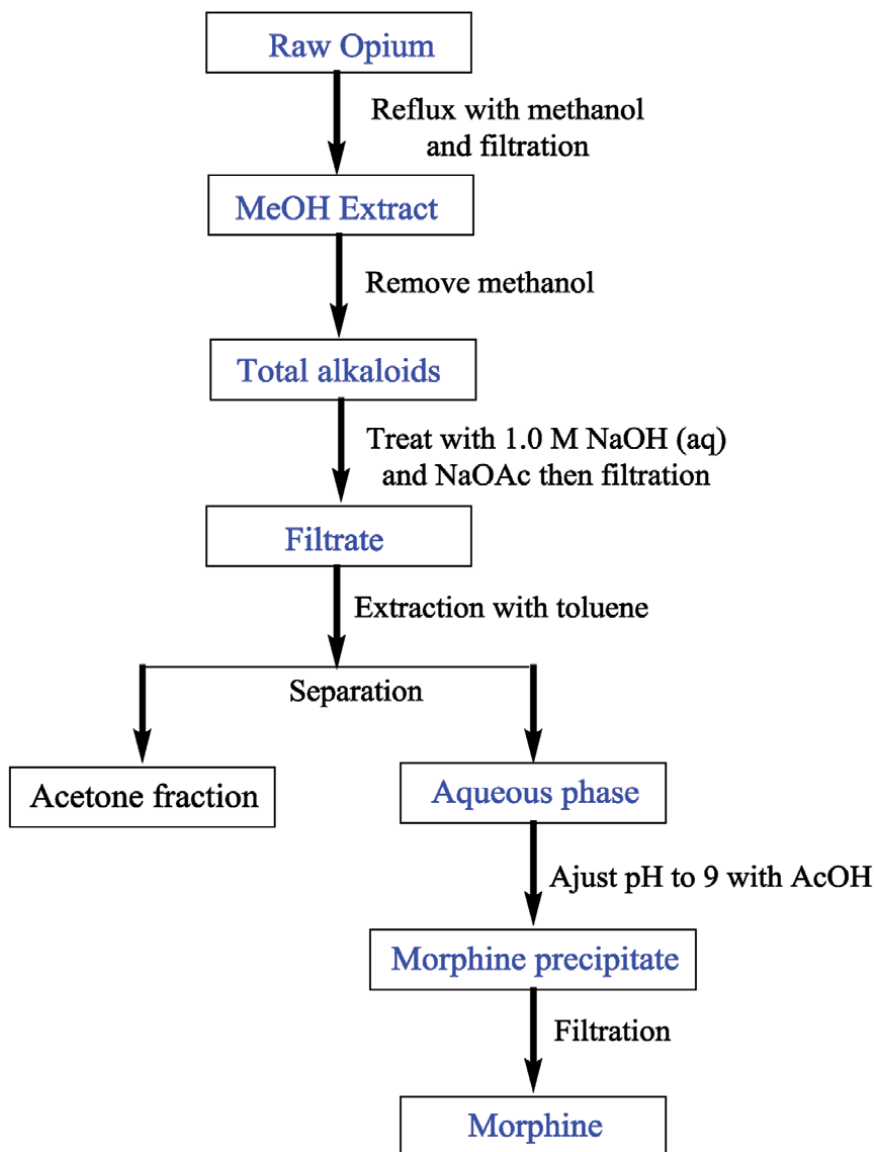 Raw Opium
Reflux with methanol
and filtration
MeOH Extract
Remove methanol
Total alkaloids
Treat with 1.0 M NaOH (aq)
and NaOAc then filtration
Filtrate
Extraction with toluene
Separation
Acetone fraction
Aqueous phase
Ajust pH to 9 with AcOH
Morphine precipitate
Filtration
Morphine